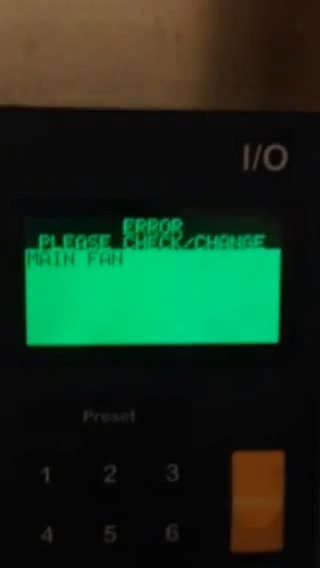 I/O
ERROR
PLEASE CHECK/CHANGE
MAIN FAN
Preset
1 2 3
4 5 6